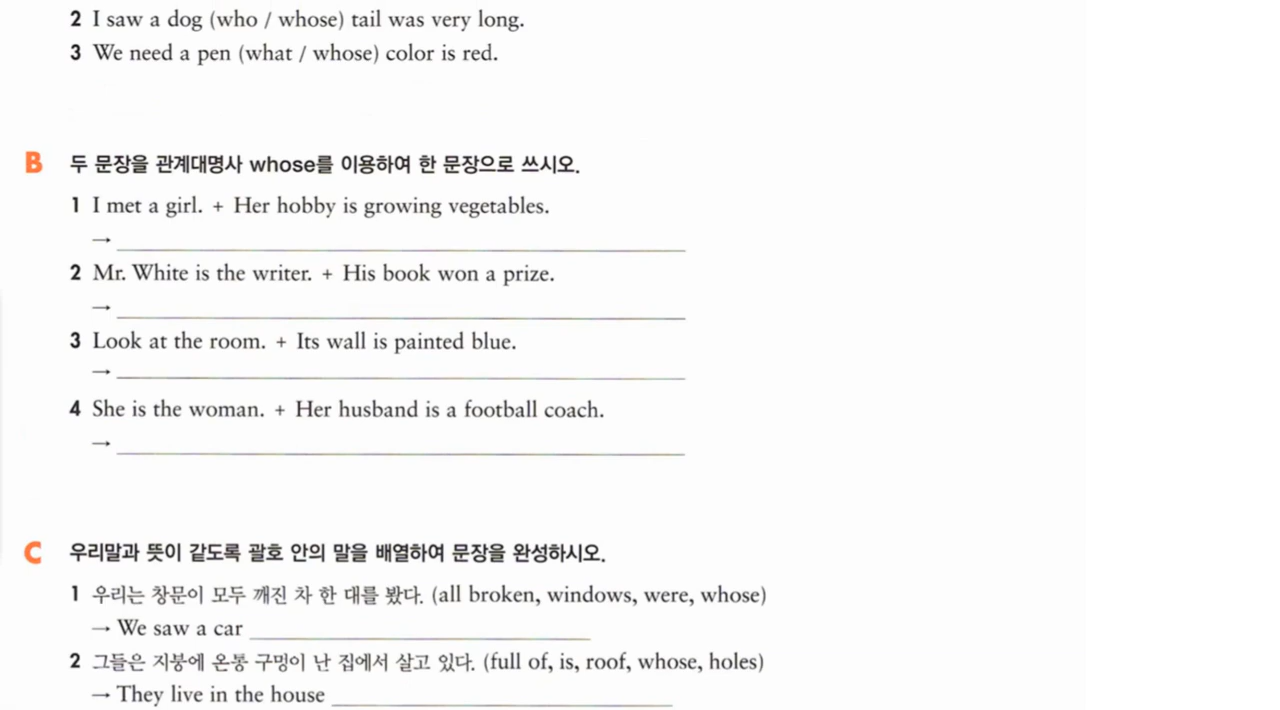 2 I saw a dog (who / whose) tail was very long.
3 We need a pen (what / whose) color is red.
B 두 문장을 관계대명사 whose를 이용하여 한 문장으로 쓰시오.
1 I met a girl. + Her hobby is growing vegetables.
→
2 Mr. White is the writer. + His book won a prize.
→
3 Look at the room. + Its wall is painted blue.
→
4 She is the woman. + Her husband is a football coach.
→
C 우리말과 뜻이 같도록 괄호 안의 말을 배열하여 문장을 완성하시오.
1 우리는 창문이 모두 깨진 차 한 대를 봤다. (all broken, windows, were, whose)
→ We saw a car
2 그들은 지붕에 온통 구멍이 난 집에서 살고 있다. (full of, is, roof, whose, holes)
→ They live in the house